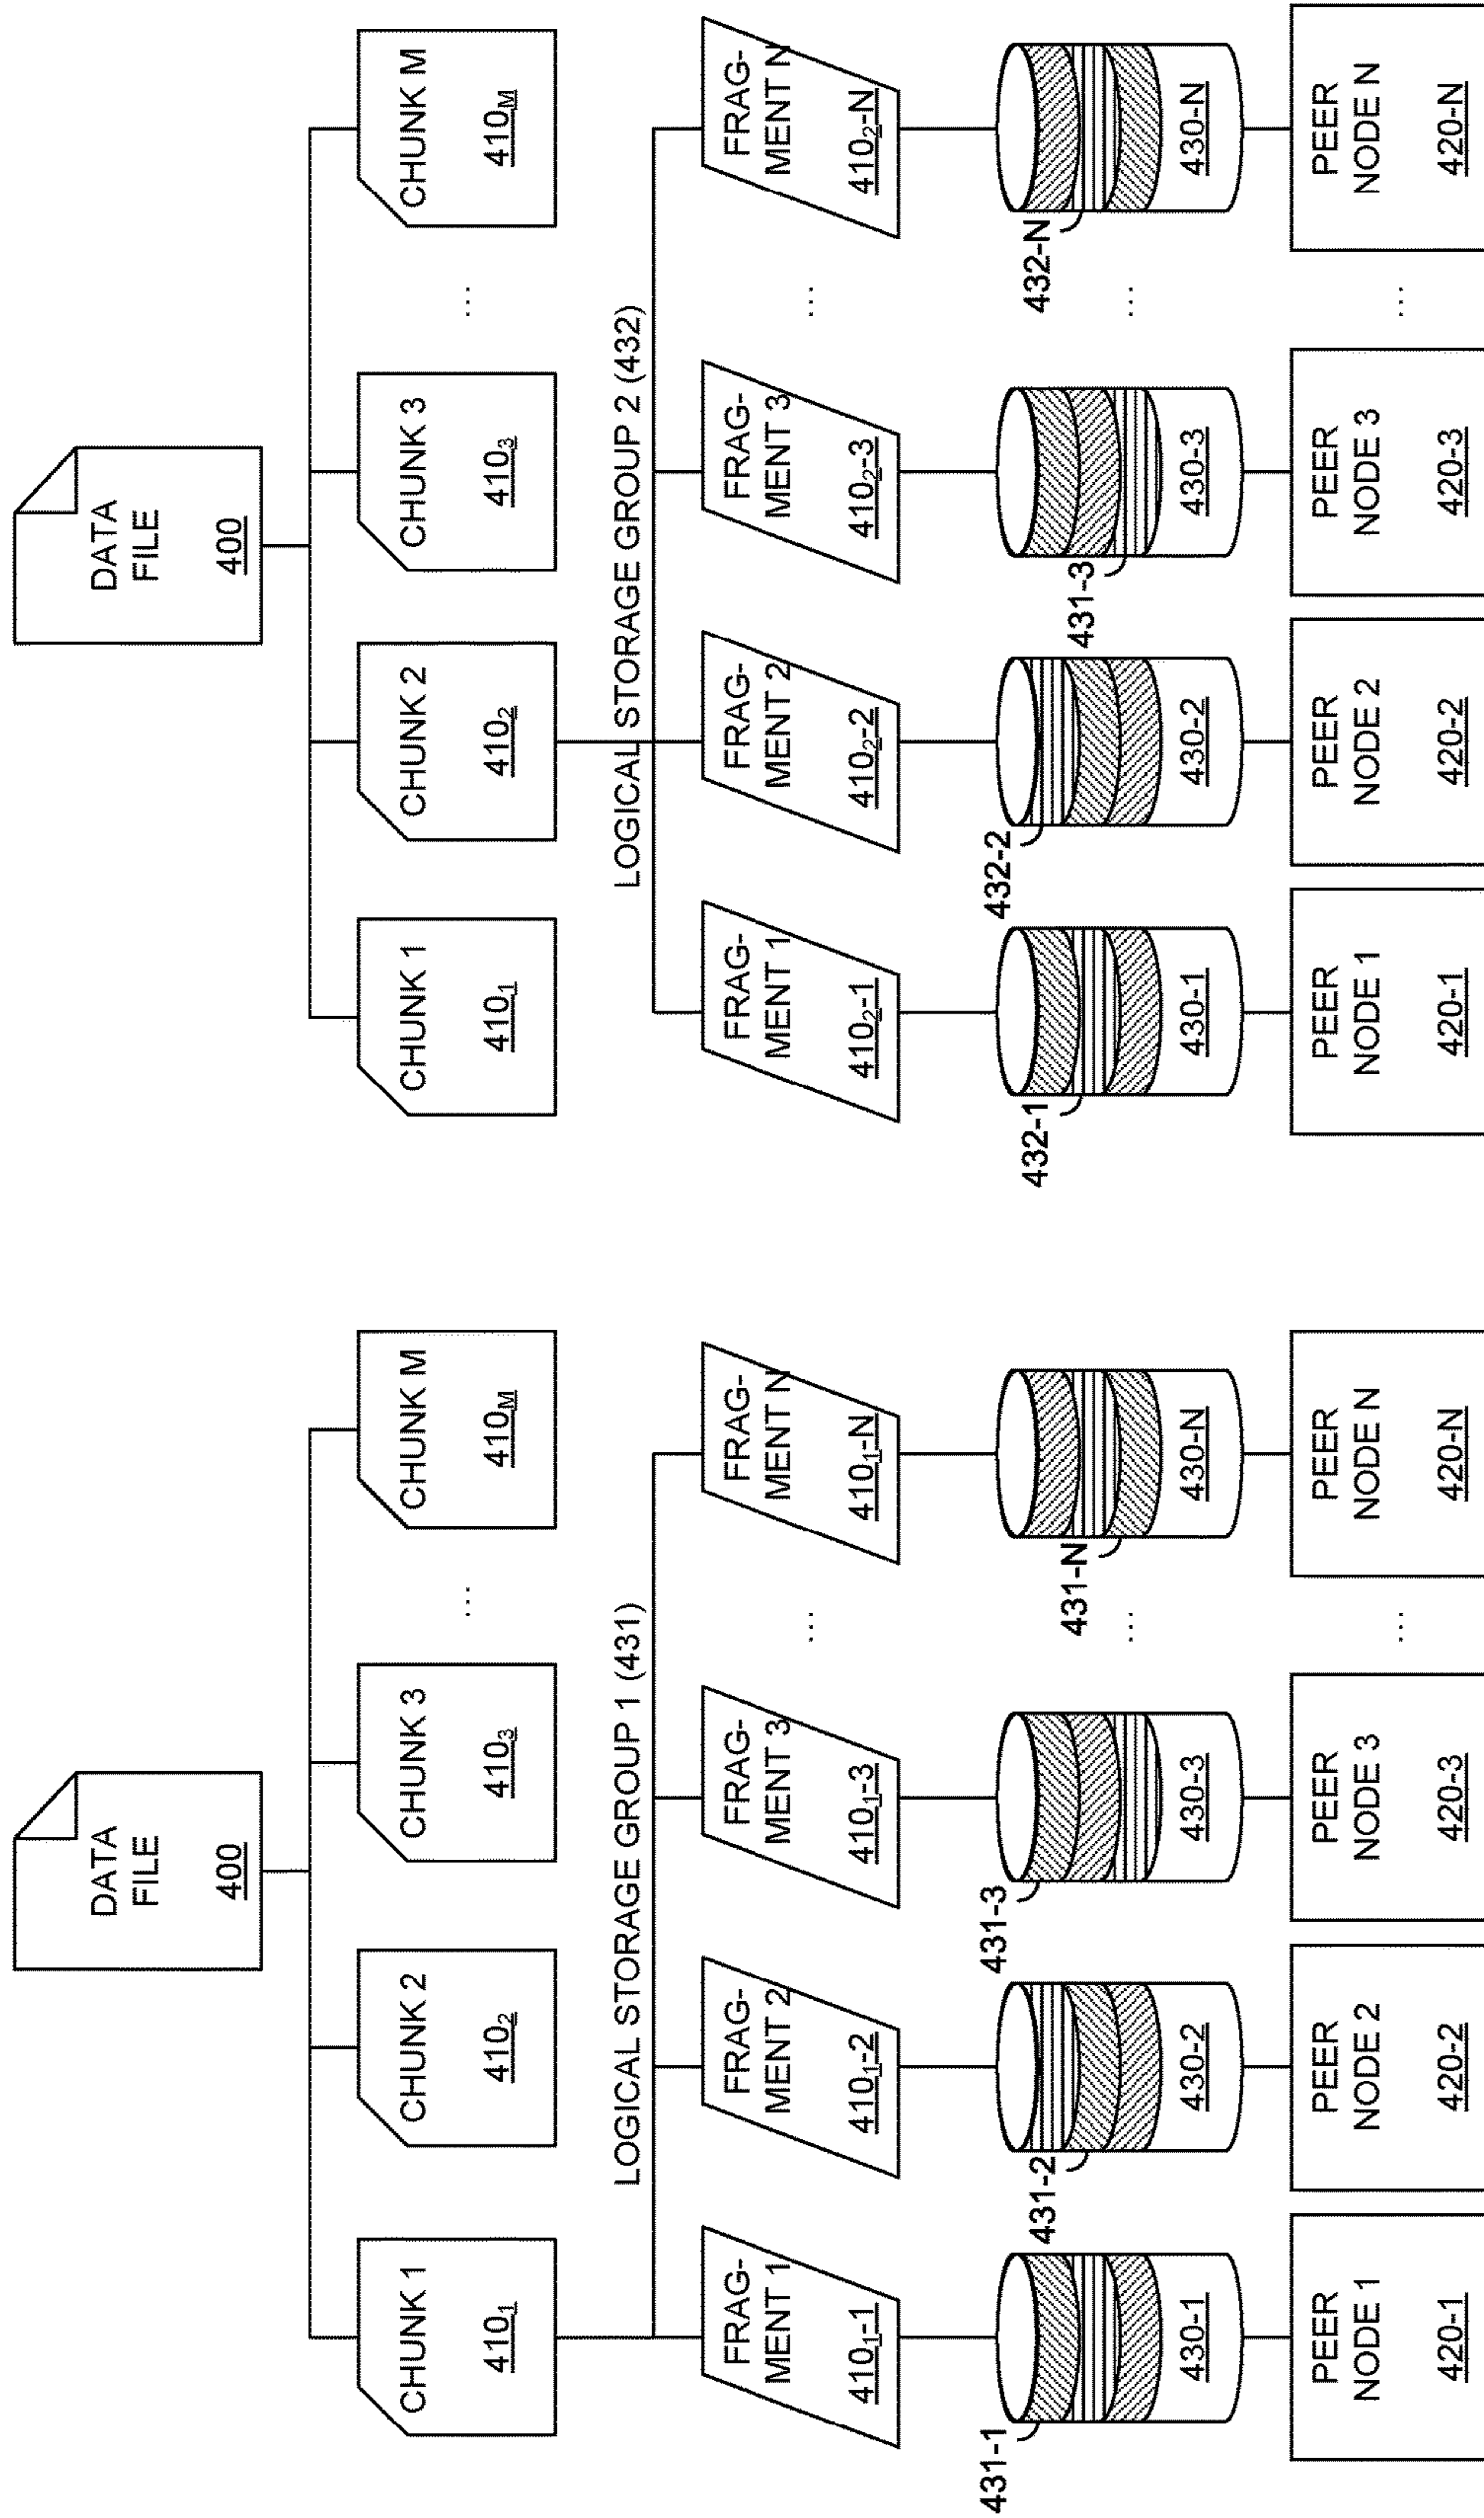 DATA
FILE
400
CHUNK 1
410₁
CHUNK 2
410₂
CHUNK 3
410₃
...
CHUNK M
410M
LOGICAL STORAGE GROUP 1 (431)
FRAG-
MENT 1
410₁-1
FRAG-
MENT 2
410₁-2
FRAG-
MENT 3
410₁-3
...
FRAG-
MENT N
410₁-N
431-1
430-1
431-2
430-2
431-3
430-3
...
431-N
430-N
PEER
NODE 1
420-1
PEER
NODE 2
420-2
PEER
NODE 3
420-3
...
PEER
NODE N
420-N
DATA
FILE
400
CHUNK 1
410₁
CHUNK 2
410₂
CHUNK 3
410₃
...
CHUNK M
410M
LOGICAL STORAGE GROUP 2 (432)
FRAG-
MENT 1
410₂-1
FRAG-
MENT 2
410₂-2
FRAG-
MENT 3
410₂-3
...
FRAG-
MENT N
410₂-N
432-1
430-1
432-2
430-2
431-3
430-3
...
432-N
430-N
PEER
NODE 1
420-1
PEER
NODE 2
420-2
PEER
NODE 3
420-3
...
PEER
NODE N
420-N